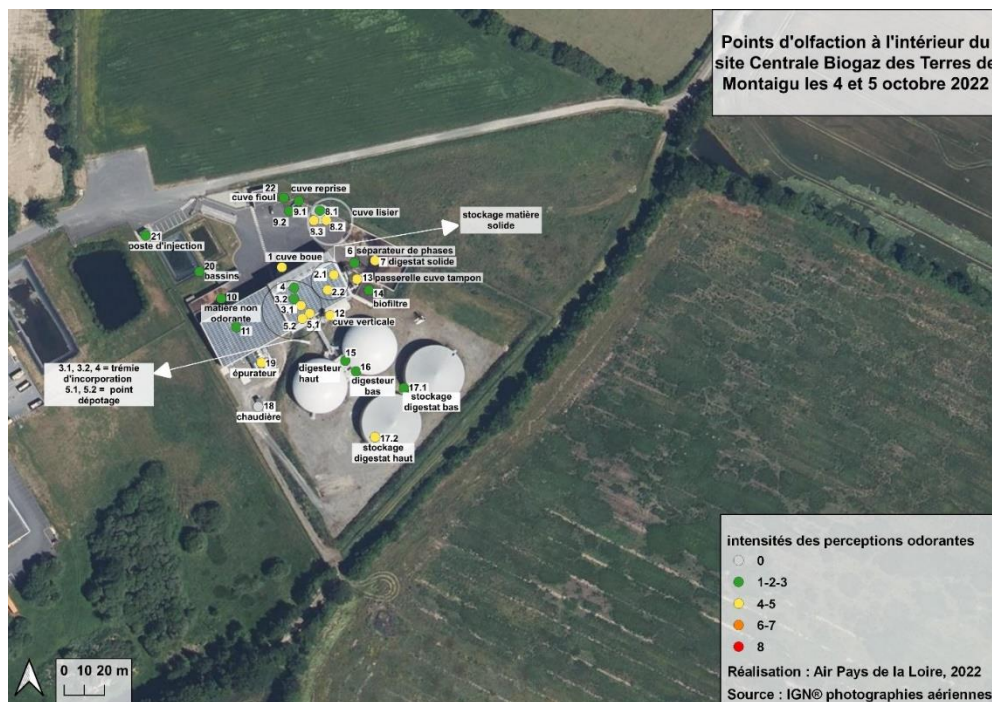 Points d'olfaction à l'intérieur du
site Centrale Biogaz des Terres de
Montaigu les 4 et 5 octobre 2022
22
cuve reprise
cuve fioul
9.1
8.1
cuve lisier
9.2
8.3
8.2
stockage matière
solide
21
poste d'injection
6
séparateur de phases
1 cuve boue
7
digestat solide
20
bassins
2.1
13
passerelle cuve tampon
4
2.2
14
biofiltre
10
3.2
matière non
odorante
3.1
11
5.2
5.1
12
cuve verticale
3.1, 3.2, 4 = trémie
d'incorporation
5.1, 5.2 = point
dépotage
19
épurateur
digesteur
haut
15
16
digesteur
bas
17.1
stockage
digestat bas
18
chaudière
17.2
stockage
digestat haut
intensités des perceptions odorantes
0
1-2-3
4-5
6-7
8
Réalisation : Air Pays de la Loire, 2022
Source : IGN® photographies aériennes
0 10 20 m